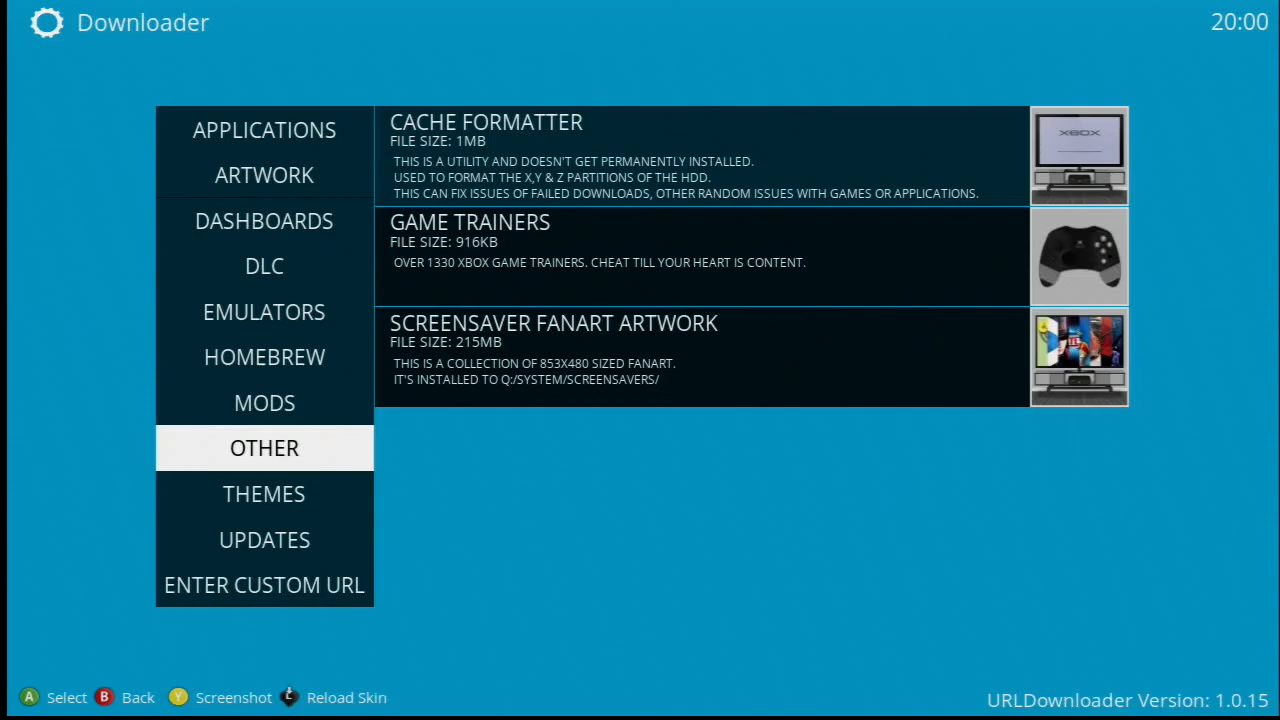 Downloader
20:00
APPLICATIONS
ARTWORK
DASHBOARDS
DLC
EMULATORS
HOMEBREW
MODS
OTHER
THEMES
UPDATES
ENTER CUSTOM URL
CACHE FORMATTER
FILE SIZE: 1MB
THIS IS A UTILITY AND DOESN'T GET PERMANENTLY INSTALLED.
USED TO FORMAT THE X,Y & Z PARTITIONS OF THE HDD.
THIS CAN FIX ISSUES OF FAILED DOWNLOADS, OTHER RANDOM ISSUES WITH GAMES OR APPLICATIONS.
XBOX
GAME TRAINERS
FILE SIZE: 916KB
OVER 1330 XBOX GAME TRAINERS. CHEAT TILL YOUR HEART IS CONTENT.
SCREENSAVER FANART ARTWORK
FILE SIZE: 215MB
THIS IS A COLLECTION OF 853X480 SIZED FANART.
IT'S INSTALLED TO Q:/SYSTEM/SCREENSAVERS/
A Select B Back Y Screenshot L Reload Skin
URLDownloader Version: 1.0.15